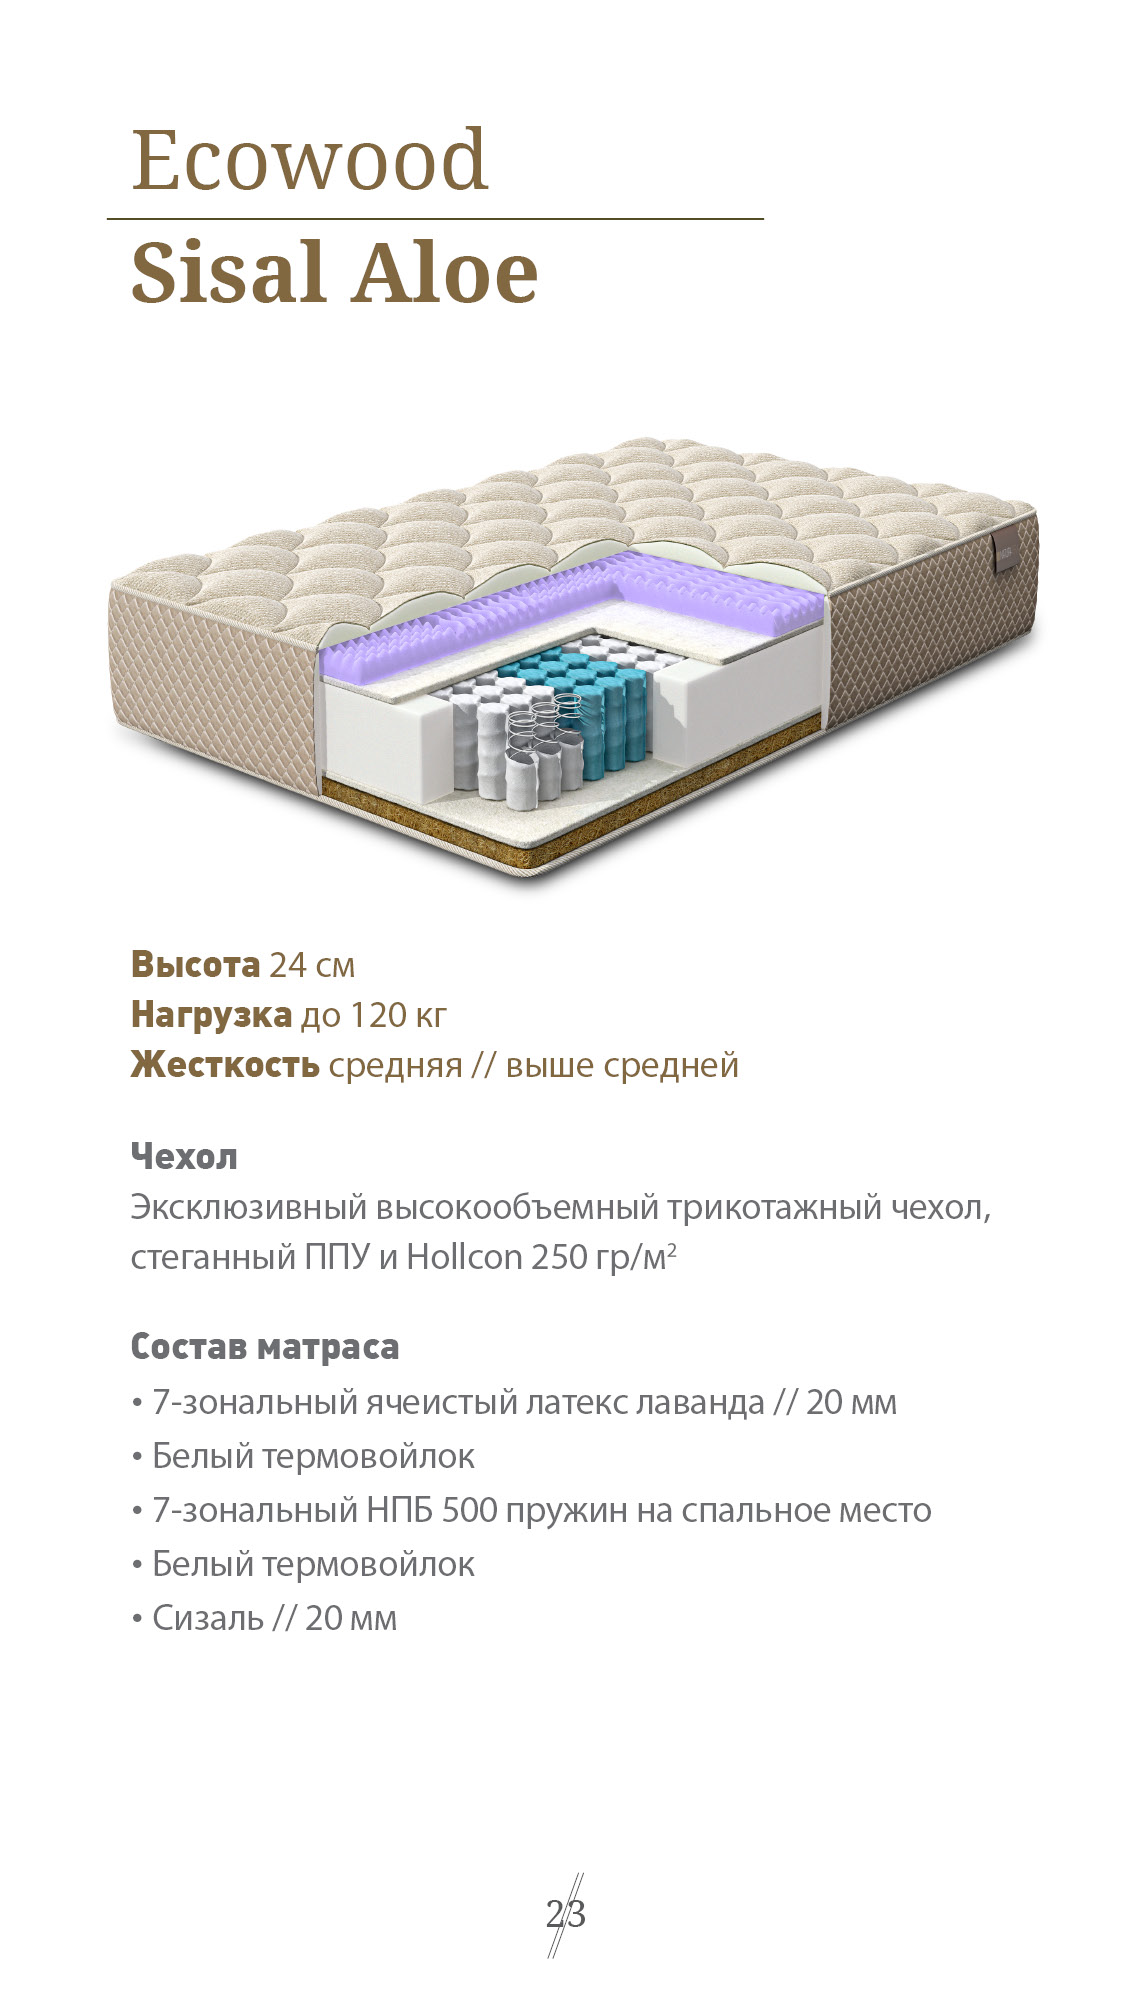 Ecowood
Sisal Aloe
Высота 24 см
Нагрузка до 120 кг
Жесткость средняя // выше средней
Чехол
Эксклюзивный высокообъемный трикотажный чехол,
стеганный ППУ и Hollcon 250 гр/м²
Состав матраса
• 7-зональный ячеистый латекс лаванда // 20 мм
• Белый термовойлок
• 7-зональный НПБ 500 пружин на спальное место
• Белый термовойлок
• Сизаль // 20 мм
23